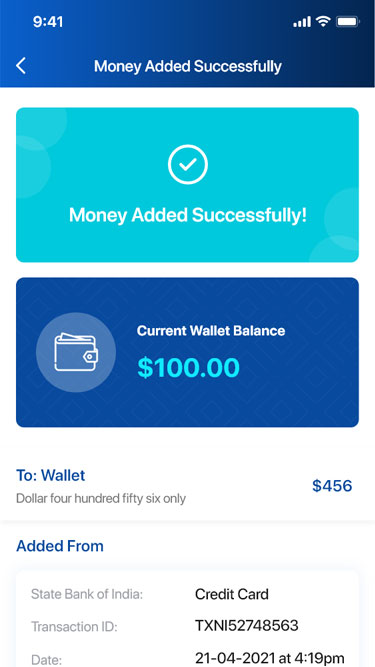 9:41
Money Added Successfully
Money Added Successfully!
Current Wallet Balance
$100.00
To: Wallet
Dollar four hundred fifty six only
$456
Added From
State Bank of India: Credit Card
Transaction ID: TXNI52748563
Date: 21-04-2021 at 4:19pm